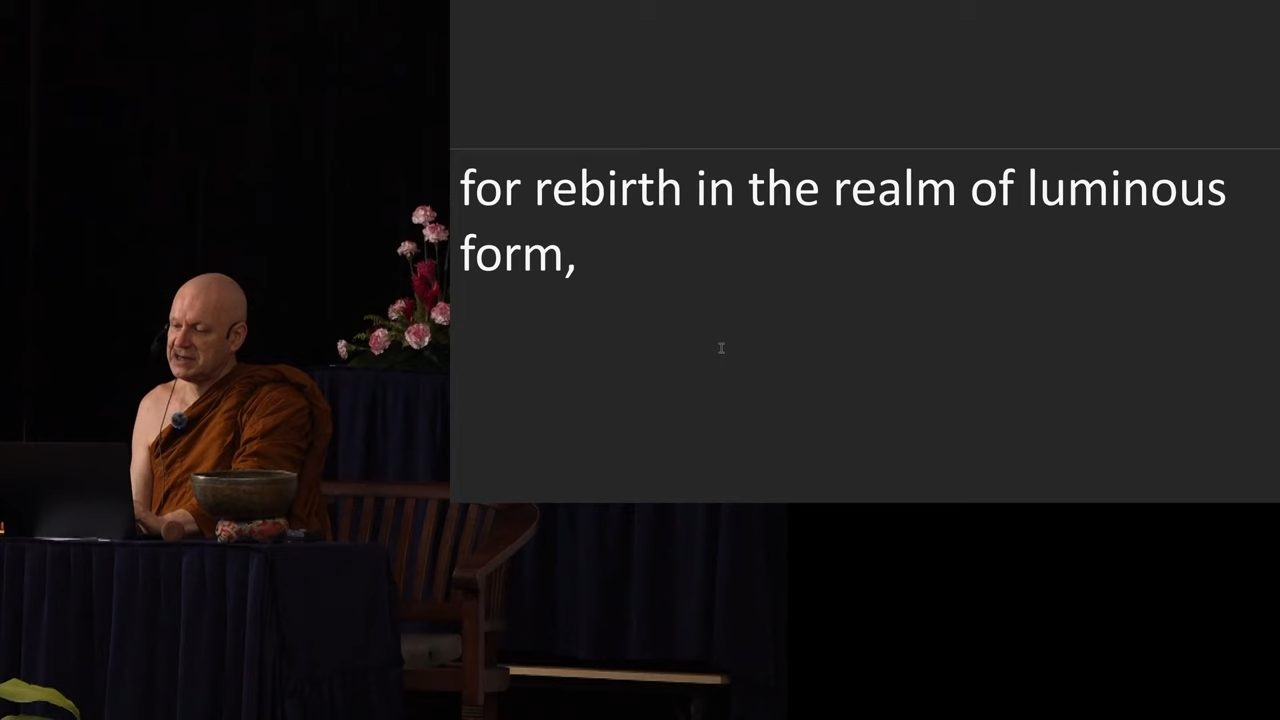 for rebirth in the realm of luminous
form,